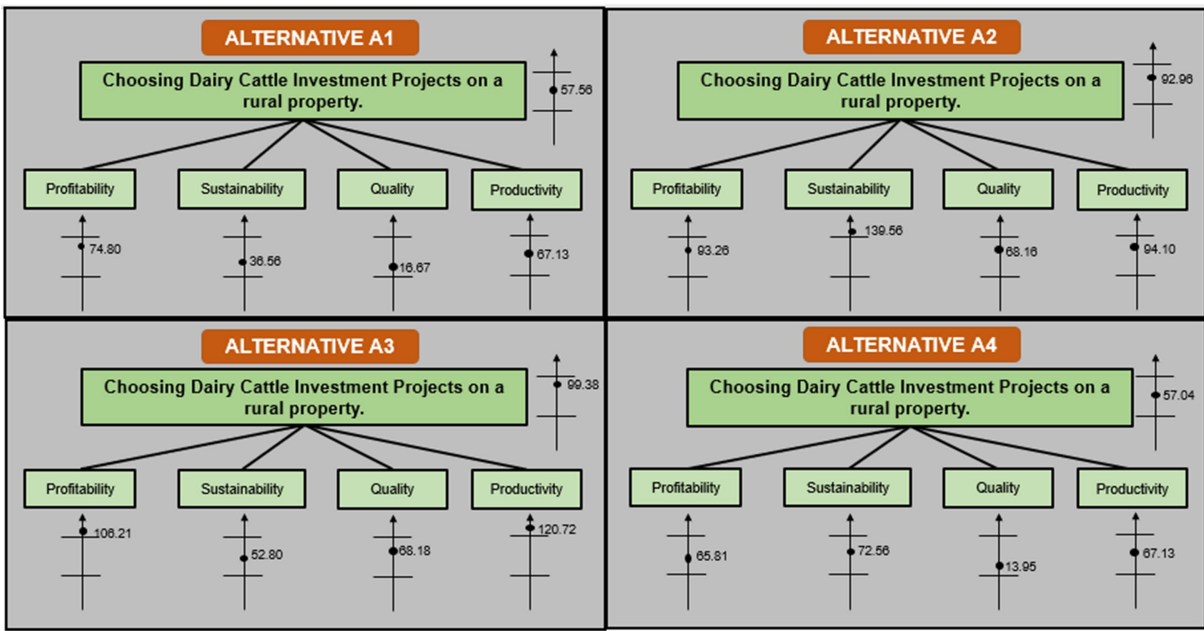 ALTERNATIVE A1
Choosing Dairy Cattle Investment Projects on a
rural property.
57.56
Profitability
Sustainability
Quality
Productivity
74.80
36.56
16.67
67.13
ALTERNATIVE A2
Choosing Dairy Cattle Investment Projects on a
rural property.
92.96
Profitability
Sustainability
Quality
Productivity
93.26
139.56
68.16
94.10
ALTERNATIVE A3
Choosing Dairy Cattle Investment Projects on a
rural property.
99.38
Profitability
Sustainability
Quality
Productivity
106.21
52.80
68.18
120.72
ALTERNATIVE A4
Choosing Dairy Cattle Investment Projects on a
rural property.
57.04
Profitability
Sustainability
Quality
Productivity
65.81
72.56
13.95
67.13